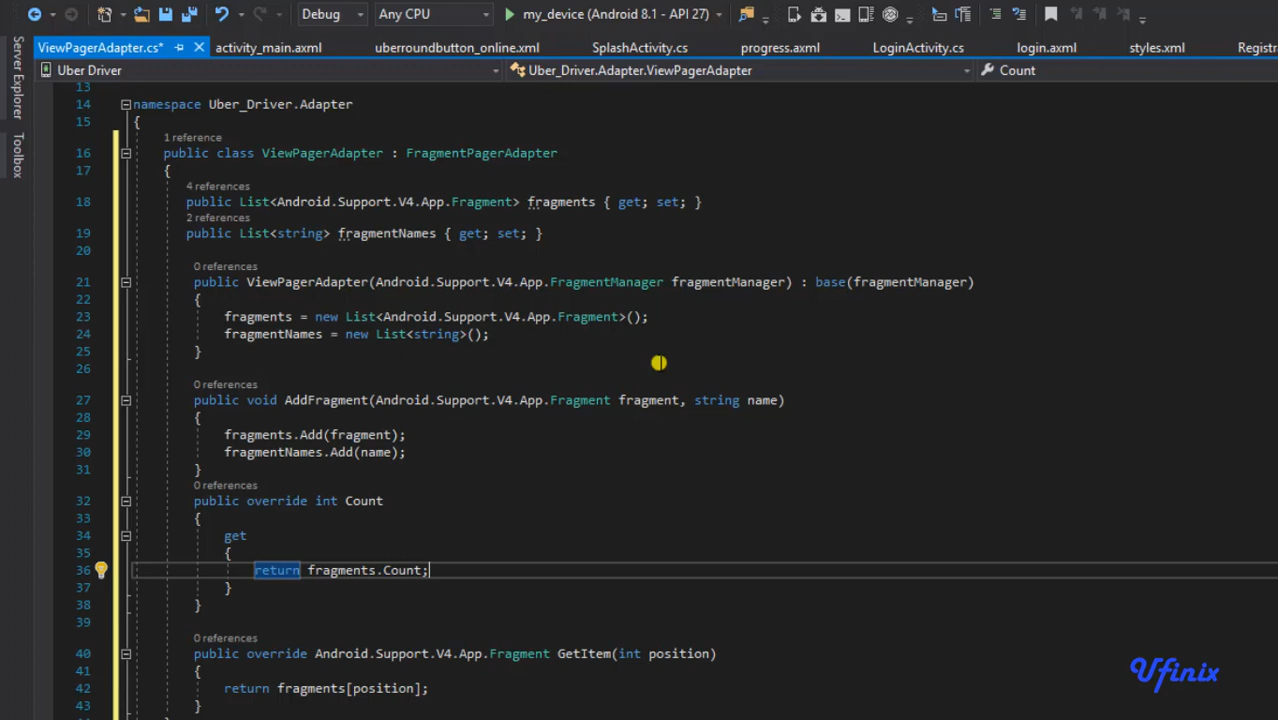 Debug
Any CPU
my_device (Android 8.1 - API 27)
ViewPagerAdapter.cs*
activity_main.axml
uberroundbutton_online.xml
SplashActivity.cs
progress.axml
LoginActivity.cs
login.axml
styles.xml
Registr
Uber Driver
Uber_Driver.Adapter.ViewPagerAdapter
Count
Server Explorer
Toolbox
13
14 namespace Uber_Driver.Adapter
15 {
1 reference
16 public class ViewPagerAdapter : FragmentPagerAdapter
17 {
4 references
18 public List<Android.Support.V4.App.Fragment> fragments { get; set; }
2 references
19 public List<string> fragmentNames { get; set; }
20
0 references
21 public ViewPagerAdapter(Android.Support.V4.App.FragmentManager fragmentManager) : base(fragmentManager)
22 {
23 fragments = new List<Android.Support.V4.App.Fragment>();
24 fragmentNames = new List<string>();
25 }
26
0 references
27 public void AddFragment(Android.Support.V4.App.Fragment fragment, string name)
28 {
29 fragments.Add(fragment);
30 fragmentNames.Add(name);
31 }
0 references
32 public override int Count
33 {
34 get
35 {
36 return fragments.Count;
37 }
38 }
39
0 references
40 public override Android.Support.V4.App.Fragment GetItem(int position)
41 {
42 return fragments[position];
43 }
Ufinix